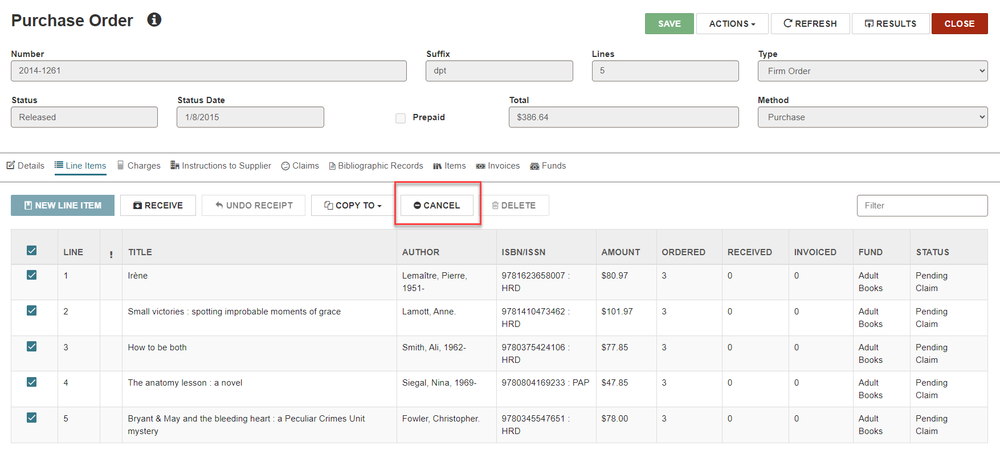 Purchase Order
SAVE
ACTIONS
REFRESH
RESULTS
CLOSE
Number
Suffix
Lines
Type
2014-1261
dpt
5
Firm Order
Status
Status Date
Total
Method
Released
1/8/2015
Prepaid
$386.64
Purchase
Details
Line Items
Charges
Instructions to Supplier
Claims
Bibliographic Records
Items
Invoices
Funds
NEW LINE ITEM
RECEIVE
UNDO RECEIPT
COPY TO
CANCEL
DELETE
Filter
LINE ! TITLE AUTHOR ISBN/ISSN AMOUNT ORDERED RECEIVED INVOICED FUND STATUS
1 Irène Lemaître, Pierre, 9781623658007 : $80.97 3 0 0 Adult Pending
1951- HRD Books Claim
2 Small victories : spotting improbable moments of grace Lamott, Anne. 9781410473462 : $101.97 3 0 0 Adult Pending
HRD Books Claim
3 How to be both Smith, Ali, 1962- 9780375424106 : $77.85 3 0 0 Adult Pending
HRD Books Claim
4 The anatomy lesson : a novel Siegal, Nina, 1969- 9780804169233 : PAP $47.85 3 0 0 Adult Pending
Books Claim
5 Bryant & May and the bleeding heart : a Peculiar Crimes Unit Fowler, Christopher. 9780345547651 : $78.00 3 0 0 Adult Pending
mystery HRD Books Claim